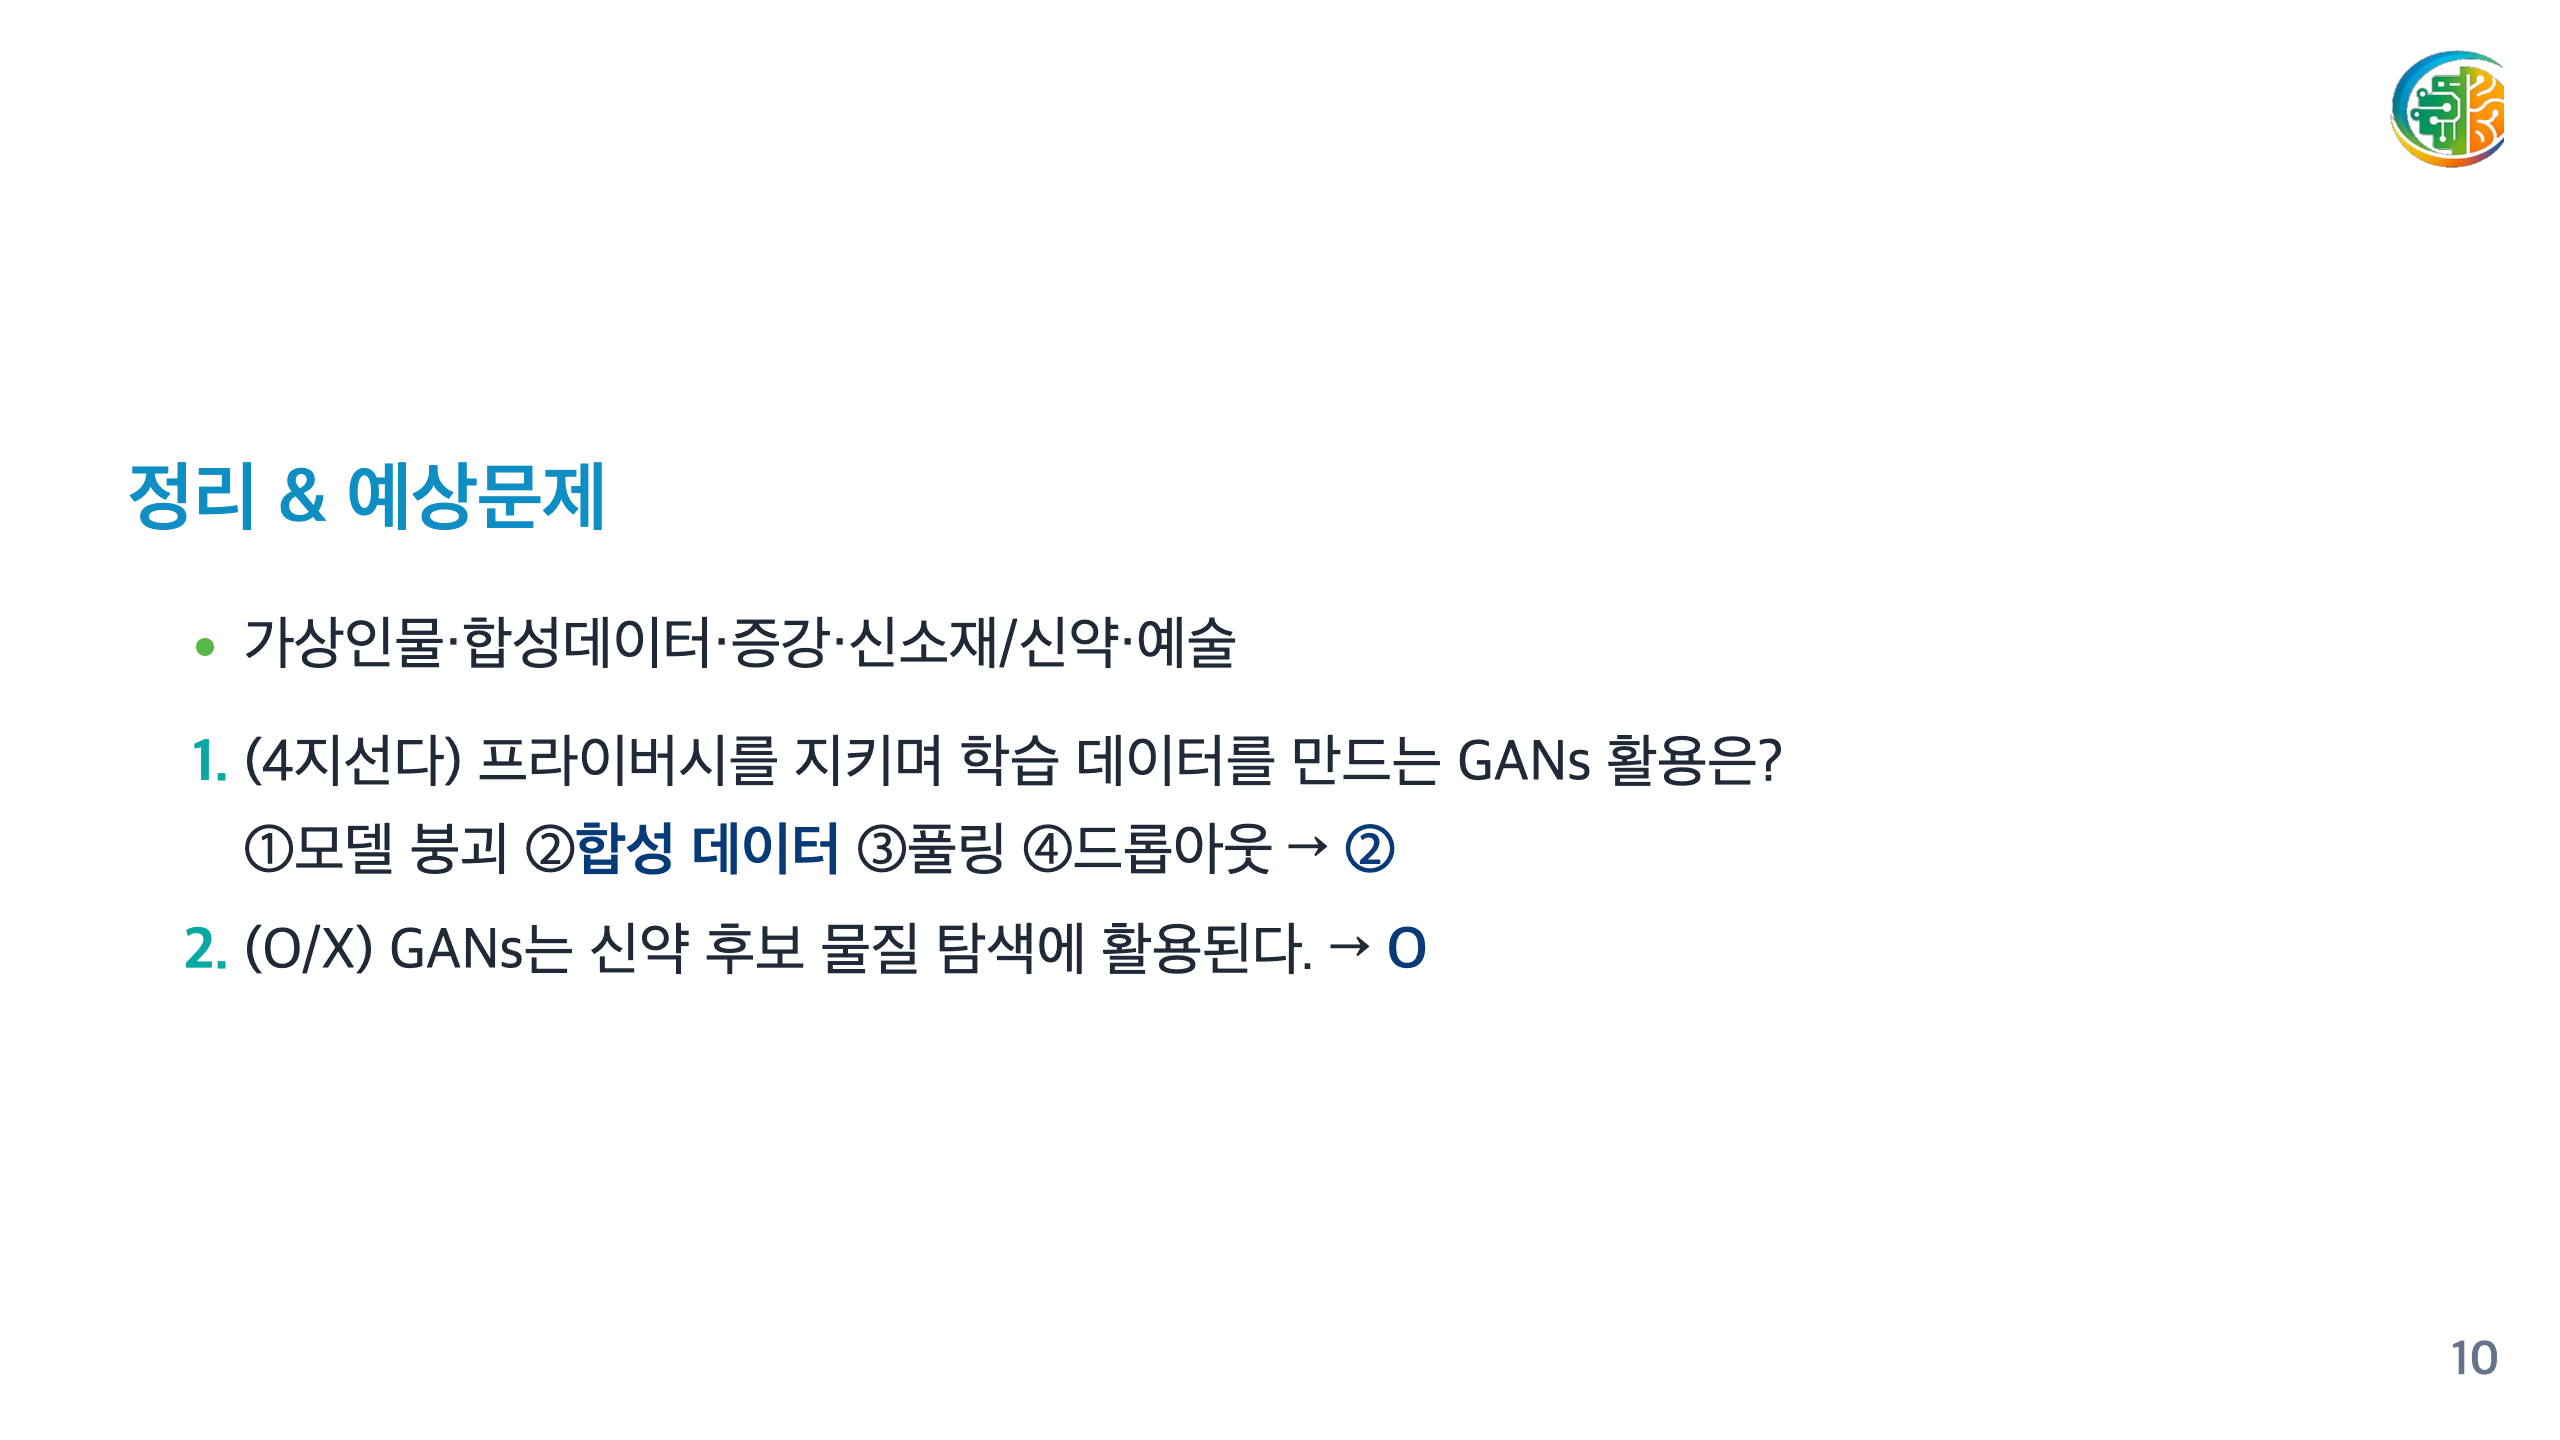 정리 & 예상문제
• 가상인물·합성데이터·증강·신소재/신약·예술
1. (4지선다) 프라이버시를 지키며 학습 데이터를 만드는 GANs 활용은?
①모델 붕괴 ②합성 데이터 ③풀링 ④드롭아웃 → ②
2. (O/X) GANs는 신약 후보 물질 탐색에 활용된다. → O
10